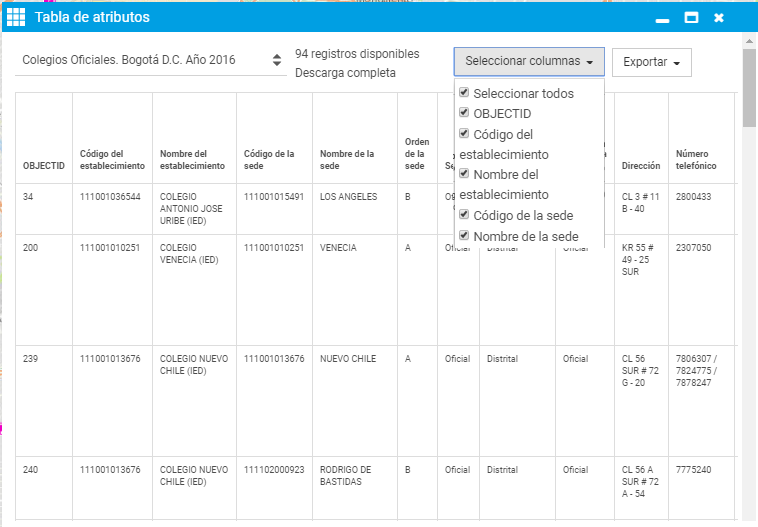 Tabla de atributos
Colegios Oficiales. Bogotá D.C. Año 2016
94 registros disponibles
Descarga completa
Seleccionar columnas
Exportar
Seleccionar todos
OBJECTID
Código del
establecimiento
Nombre del
establecimiento
Código de la sede
Nombre de la sede
OBJECTID
Código del
establecimiento
Nombre del
establecimiento
Código de la
sede
Nombre de la
sede
Orden
de la
sede
Dirección
Número
telefónico
34
111001036544
COLEGIO
ANTONIO JOSE
URIBE (IED)
111001015491
LOS ANGELES
B
CL 3 # 11
B - 40
2800433
200
111001010251
COLEGIO
VENECIA (IED)
111001010251
VENECIA
A
Oficial
Distrital
Oficial
KR 55 #
49 - 25
SUR
2307050
239
111001013676
COLEGIO NUEVO
CHILE (IED)
111001013676
NUEVO CHILE
A
Oficial
Distrital
Oficial
CL 56
SUR # 72
G - 20
7806307 /
7824775 /
7878247
240
111001013676
COLEGIO NUEVO
CHILE (IED)
111102000923
RODRIGO DE
BASTIDAS
B
Oficial
Distrital
Oficial
CL 56 A
SUR # 72
A - 54
7775240